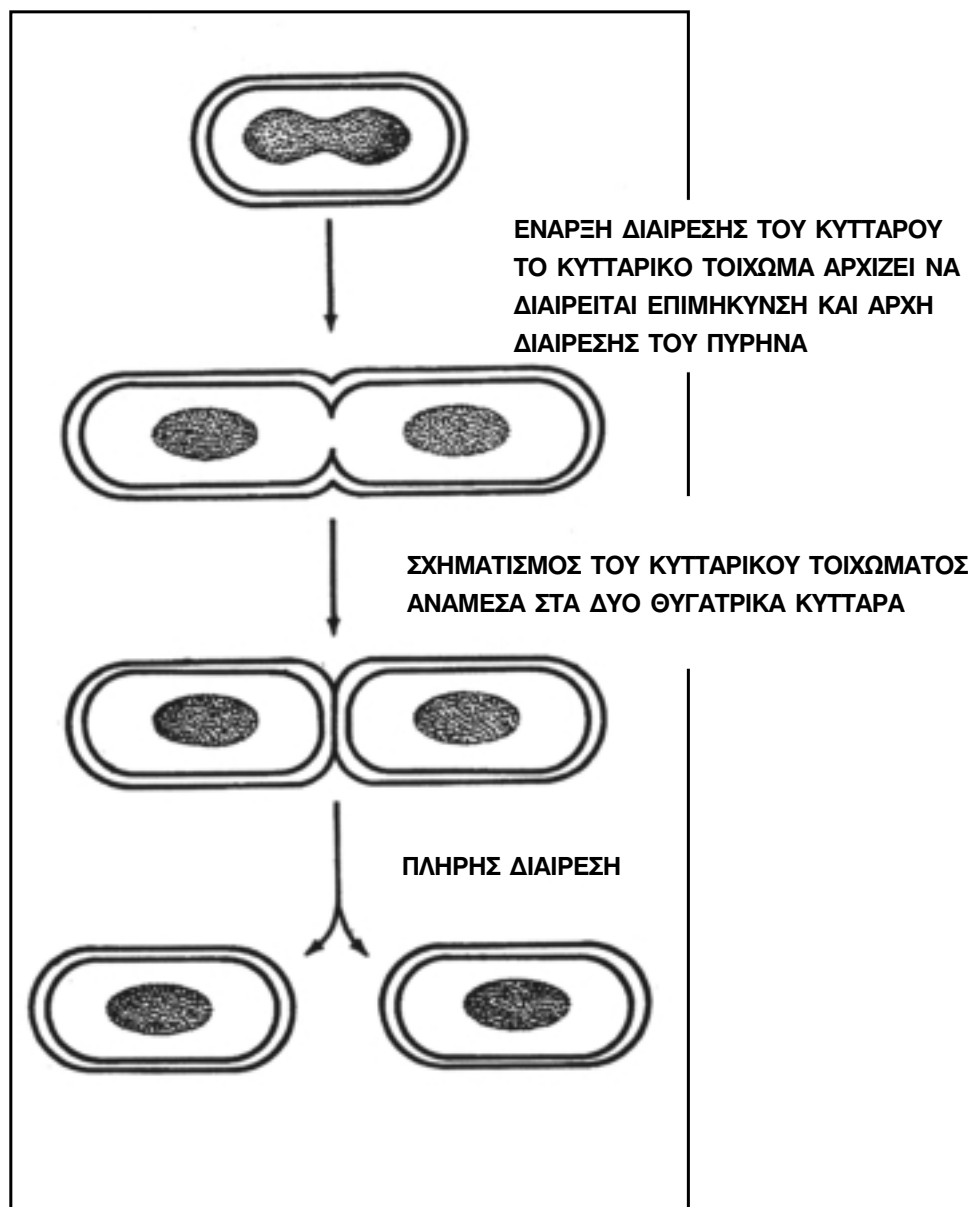 ΕΝΑΡΞΗ ΔΙΑΙΡΕΣΗΣ ΤΟΥ ΚΥΤΤΑΡΟΥ
ΤΟ ΚΥΤΤΑΡΙΚΟ ΤΟΙΧΩΜΑ ΑΡΧΙΖΕΙ ΝΑ
ΔΙΑΙΡΕΙΤΑΙ ΕΠΙΜΗΚΥΝΣΗ ΚΑΙ ΑΡΧΗ
ΔΙΑΙΡΕΣΗΣ ΤΟΥ ΠΥΡΗΝΑ
ΣΧΗΜΑΤΙΣΜΟΣ ΤΟΥ ΚΥΤΤΑΡΙΚΟΥ ΤΟΙΧΩΜΑΤΟΣ
ΑΝΑΜΕΣΑ ΣΤΑ ΔΥΟ ΘΥΓΑΤΡΙΚΑ ΚΥΤΤΑΡΑ
ΠΛΗΡΗΣ ΔΙΑΙΡΕΣΗ